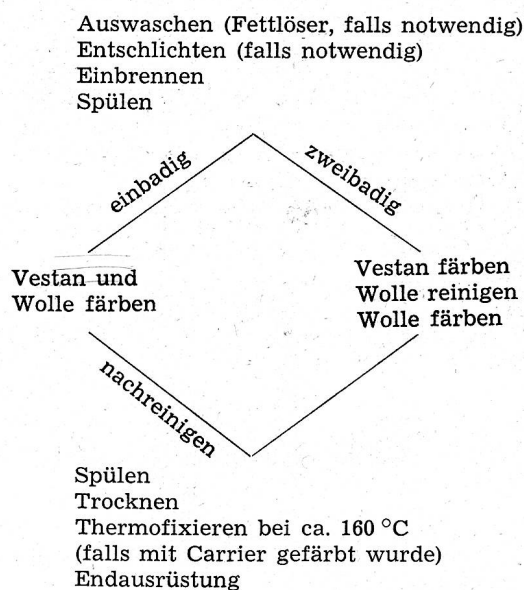 Auswaschen (Fettlöser, falls notwendig)
Entschlichten (falls notwendig)
Einbrennen
Spülen
einbadig
zweibadig
Vestan und
Wolle färben
Vestan färben
Wolle reinigen
Wolle färben
nachreinigen
Spülen
Trocknen
Thermofixieren bei ca. 160 °C
(falls mit Carrier gefärbt wurde)
Endausrüstung